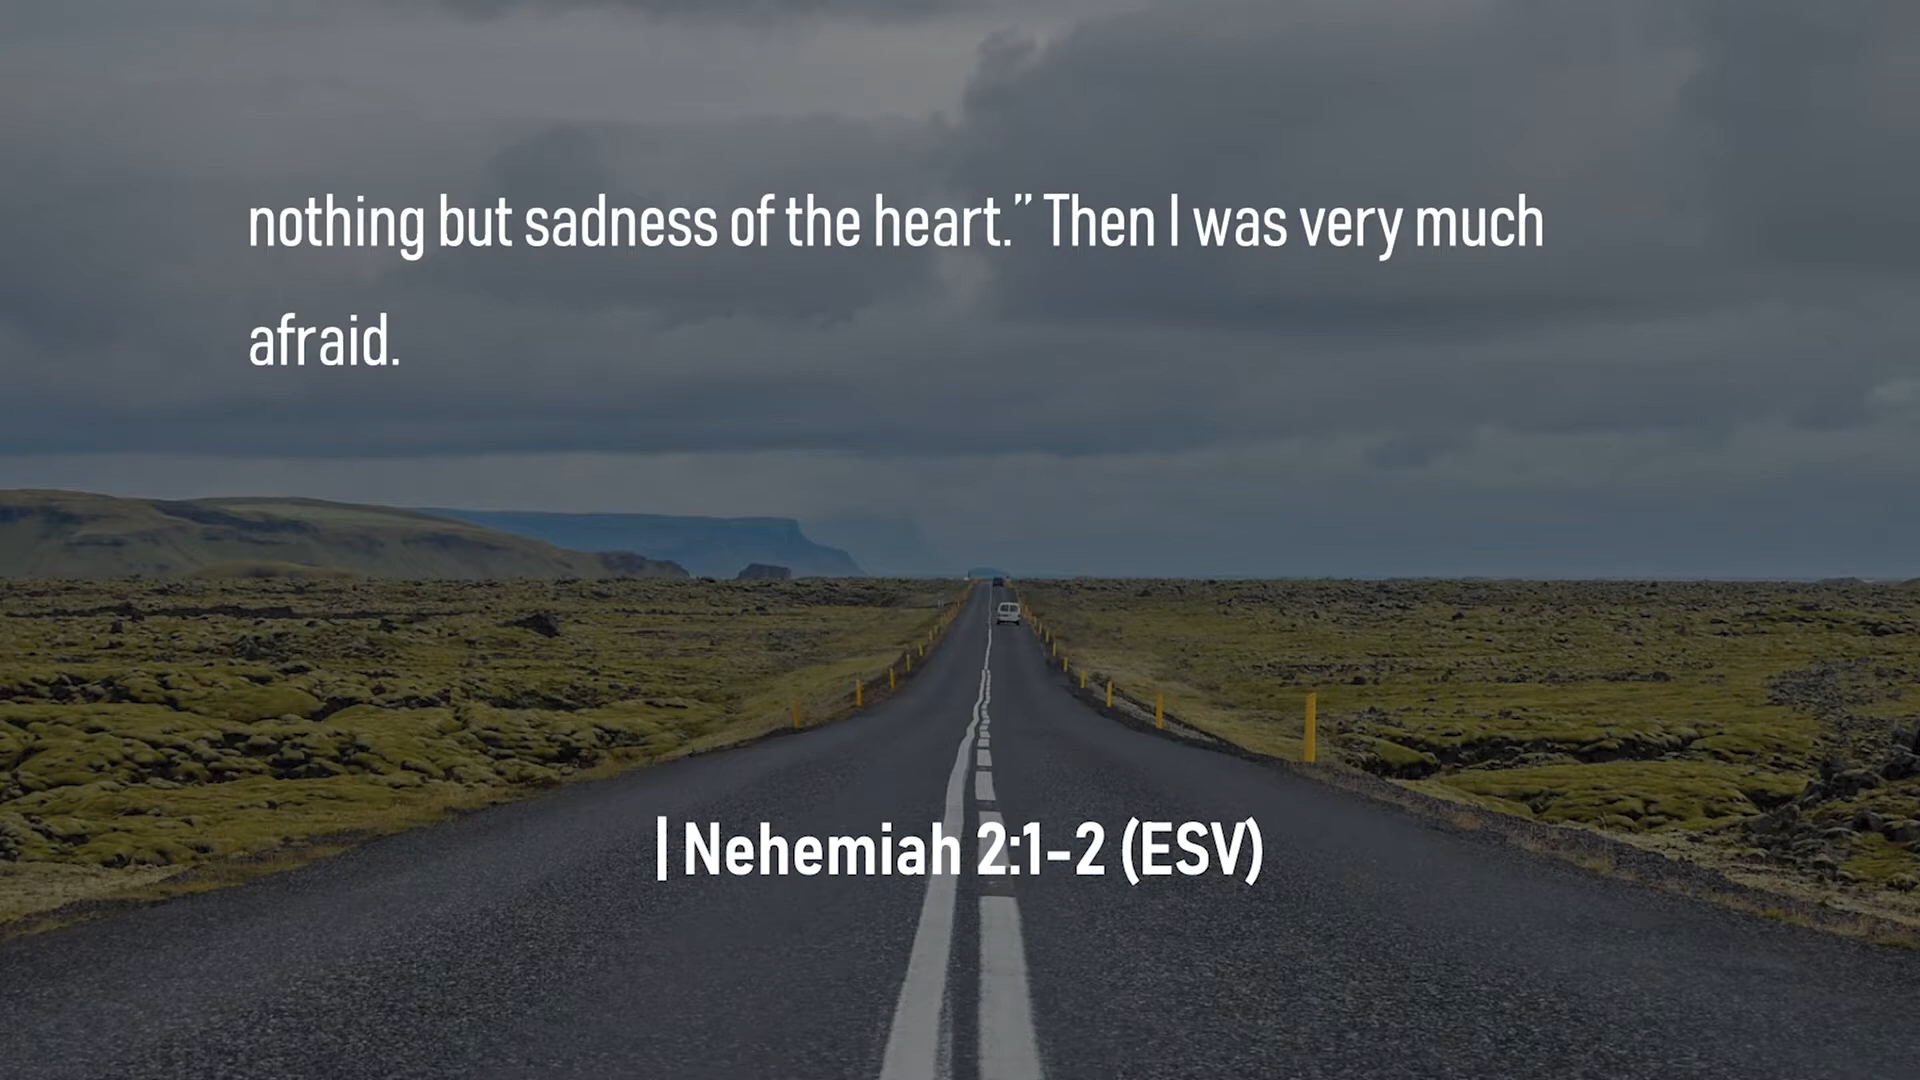 nothing but sadness of the heart.” Then I was very much
afraid.
| Nehemiah 2:1-2 (ESV)